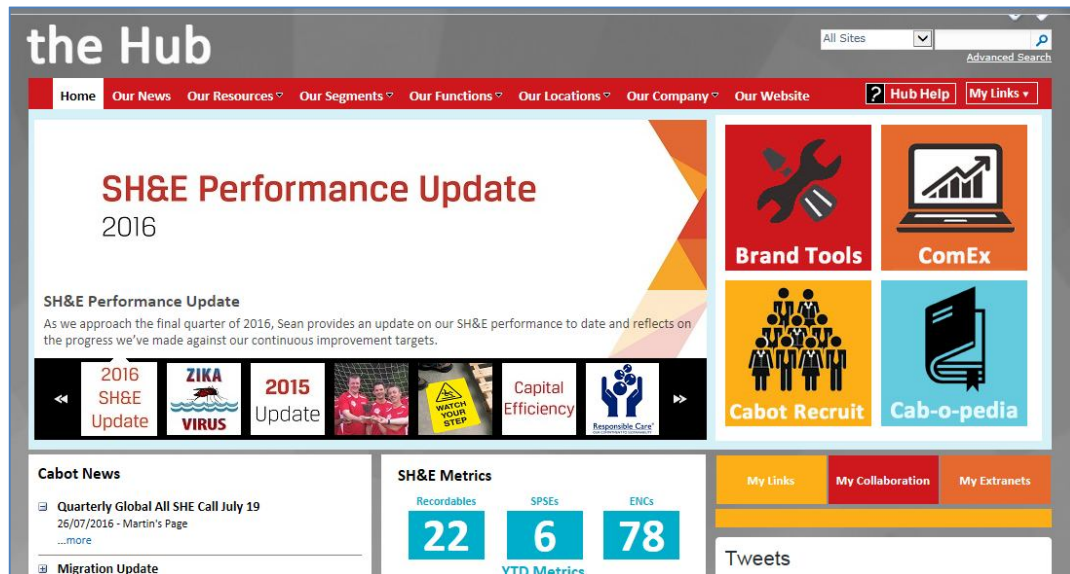 the Hub
All Sites
Advanced Search
Home Our News Our Resources Our Segments Our Functions Our Locations Our Company Our Website ? Hub Help My Links
SH&E Performance Update
2016
SH&E Performance Update
As we approach the final quarter of 2016, Sean provides an update on our SH&E performance to date and reflects on
the progress we've made against our continuous improvement targets.
2016
SH&E
Update
ZIKA
VIRUS
2015
Update
WATCH
YOUR
STEP
Capital
Efficiency
Responsible Care®
OUR COMMITMENT TO SUSTAINABILITY
Brand Tools
ComEx
Cabot Recruit
Cab-o-pedia
Cabot News
Quarterly Global All SHE Call July 19
26/07/2016 - Martin's Page
...more
Migration Update
SH&E Metrics
Recordables SPSEs ENCs
22 6 78
YTD Metrics
My Links My Collaboration My Extranets
Tweets